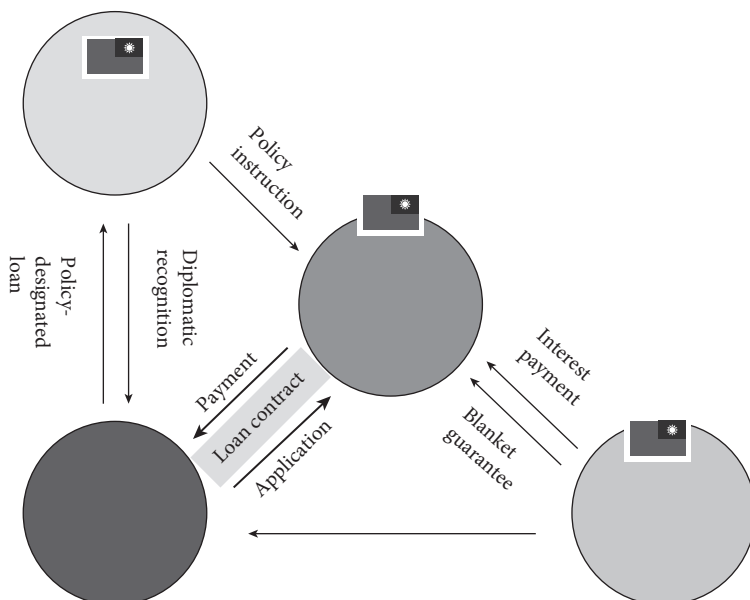 Policy
instruction
Policy-
designated
loan
Diplomatic
recognition
Payment
Loan contract
Application
Interest
payment
Blanket
guarantee